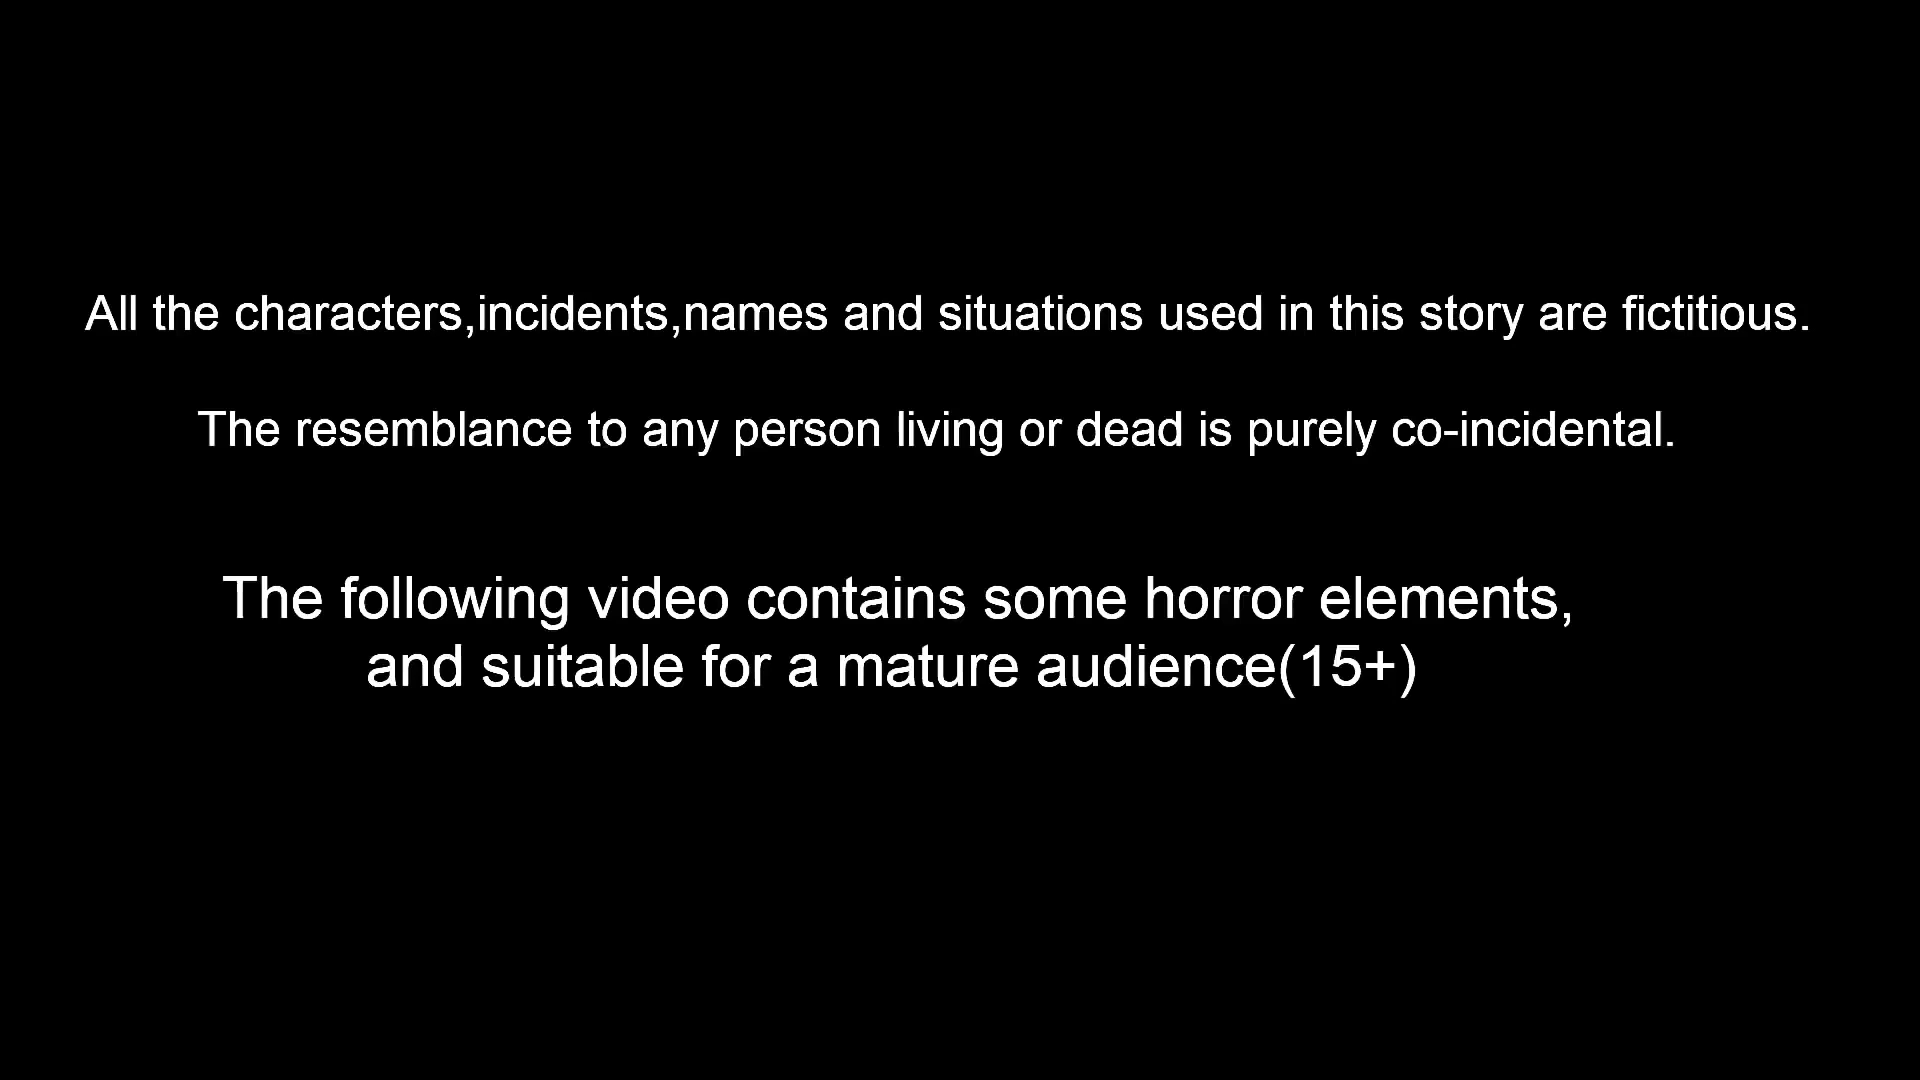 All the characters,incidents,names and situations used in this story are fictitious.
The resemblance to any person living or dead is purely co-incidental.
The following video contains some horror elements,
and suitable for a mature audience(15+)